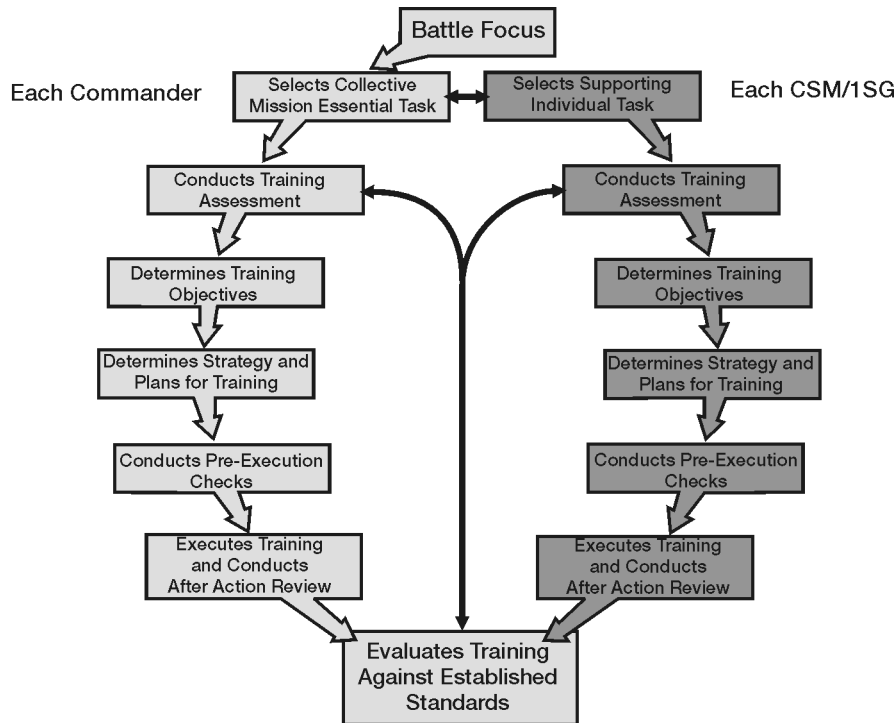 Battle Focus
Each Commander
Selects Collective
Mission Essential Task
Selects Supporting
Individual Task
Each CSM/1SG
Conducts Training
Assessment
Conducts Training
Assessment
Determines Training
Objectives
Determines Training
Objectives
Determines Strategy and
Plans for Training
Determines Strategy and
Plans for Training
Conducts Pre-Execution
Checks
Conducts Pre-Execution
Checks
Executes Training
and Conducts
After Action Review
Executes Training
and Conducts
After Action Review
Evaluates Training
Against Established
Standards